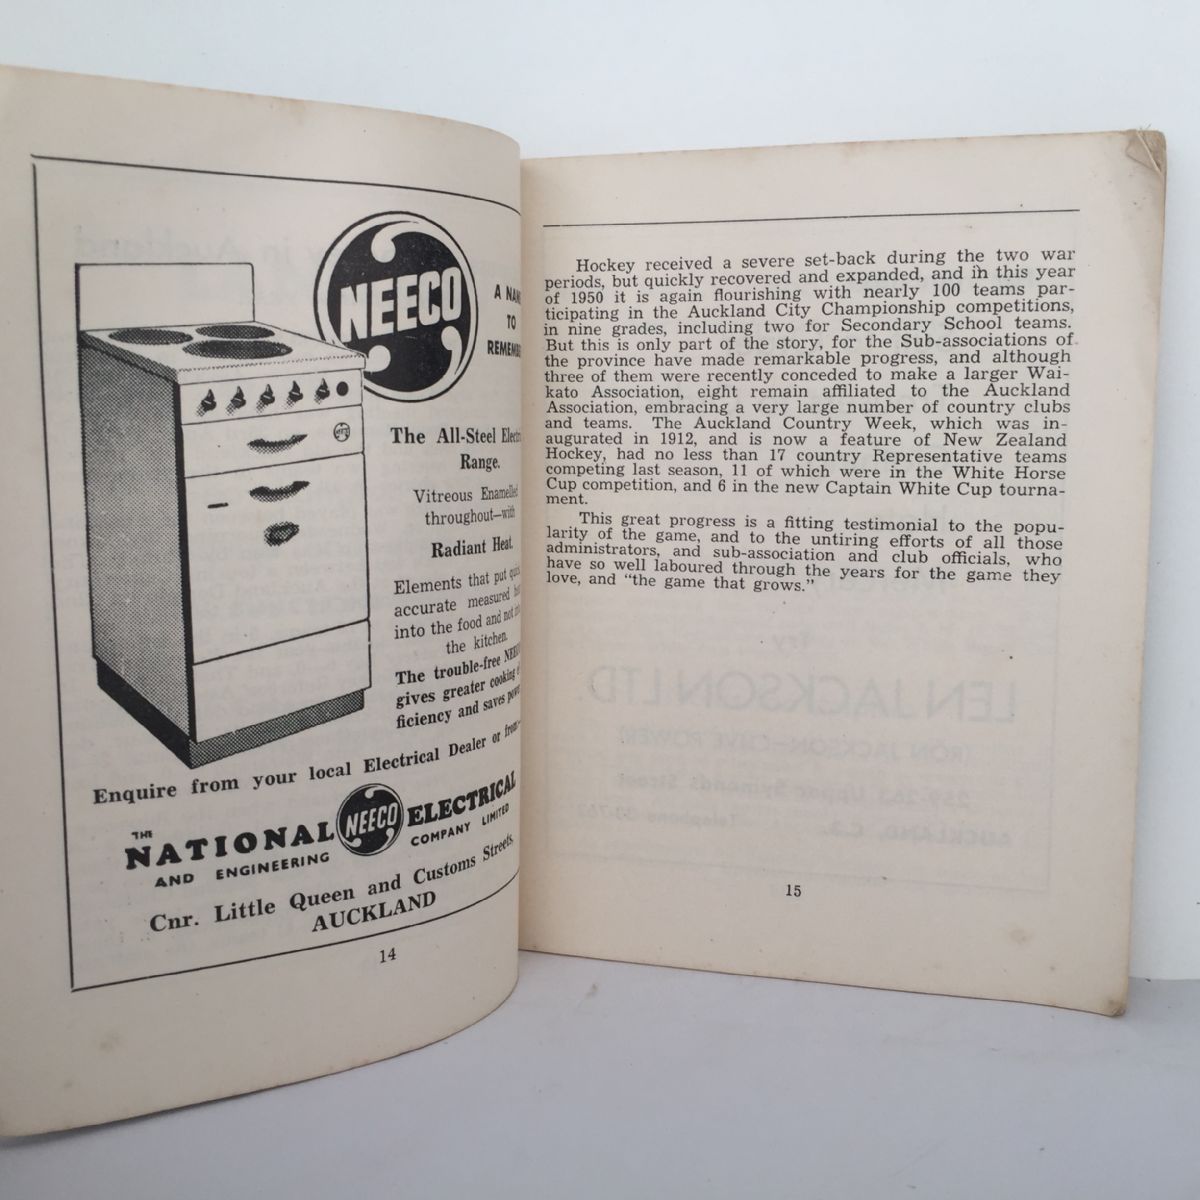 NEECO
A NAME
TO
REMEMBER
The All-Steel Electric
Range.
Vitreous Enamelled
throughout—with
Radiant Heat.
Elements that put quick
accurate measured heat
into the food and not into
the kitchen.
The trouble-free NEECO
gives greater cooking ef-
ficiency and saves power
Enquire from your local Electrical Dealer or from—
THE
NATIONAL NEECO ELECTRICAL
AND ENGINEERING COMPANY LIMITED
Cnr. Little Queen and Customs Streets,
AUCKLAND
14
Hockey received a severe set-back during the two war
periods, but quickly recovered and expanded, and in this year
of 1950 it is again flourishing with nearly 100 teams par-
ticipating in the Auckland City Championship competitions,
in nine grades, including two for Secondary School teams.
But this is only part of the story, for the Sub-associations of
the province have made remarkable progress, and although
three of them were recently conceded to make a larger Wai-
kato Association, eight remain affiliated to the Auckland
Association, embracing a very large number of country clubs
and teams. The Auckland Country Week, which was in-
augurated in 1912, and is now a feature of New Zealand
Hockey, had no less than 17 country Representative teams
competing last season, 11 of which were in the White Horse
Cup competition, and 6 in the new Captain White Cup tourna-
ment.
This great progress is a fitting testimonial to the popu-
larity of the game, and to the untiring efforts of all those
administrators, and sub-association and club officials, who
have so well laboured through the years for the game they
love, and "the game that grows."
15